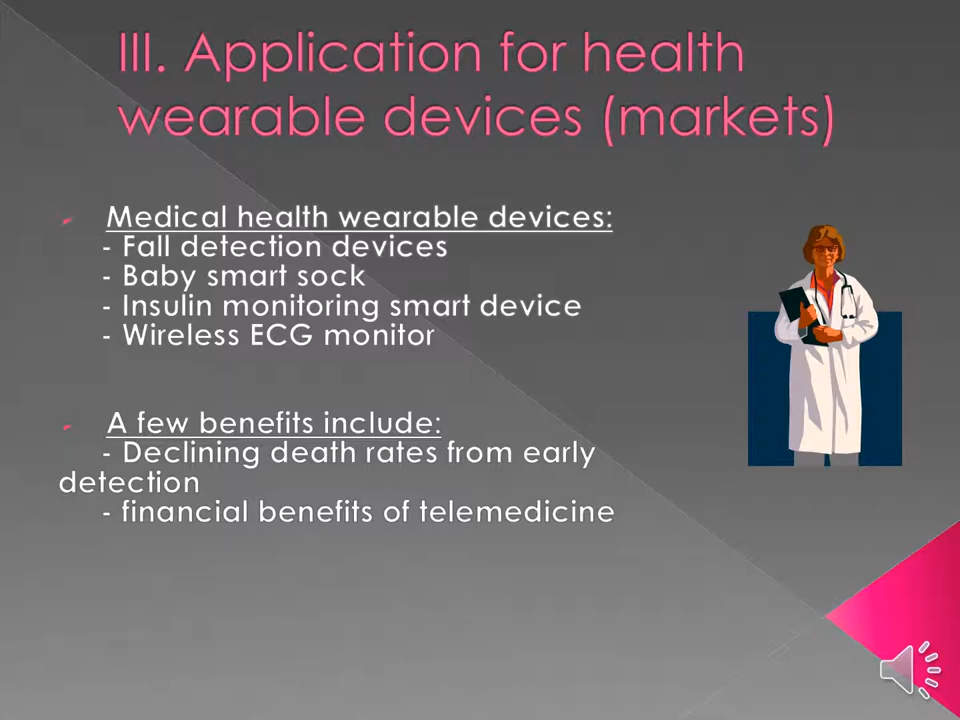 III. Application for health
wearable devices (markets)
Medical health wearable devices:
- Fall detection devices
- Baby smart sock
- Insulin monitoring smart device
- Wireless ECG monitor
A few benefits include:
- Declining death rates from early
detection
- financial benefits of telemedicine